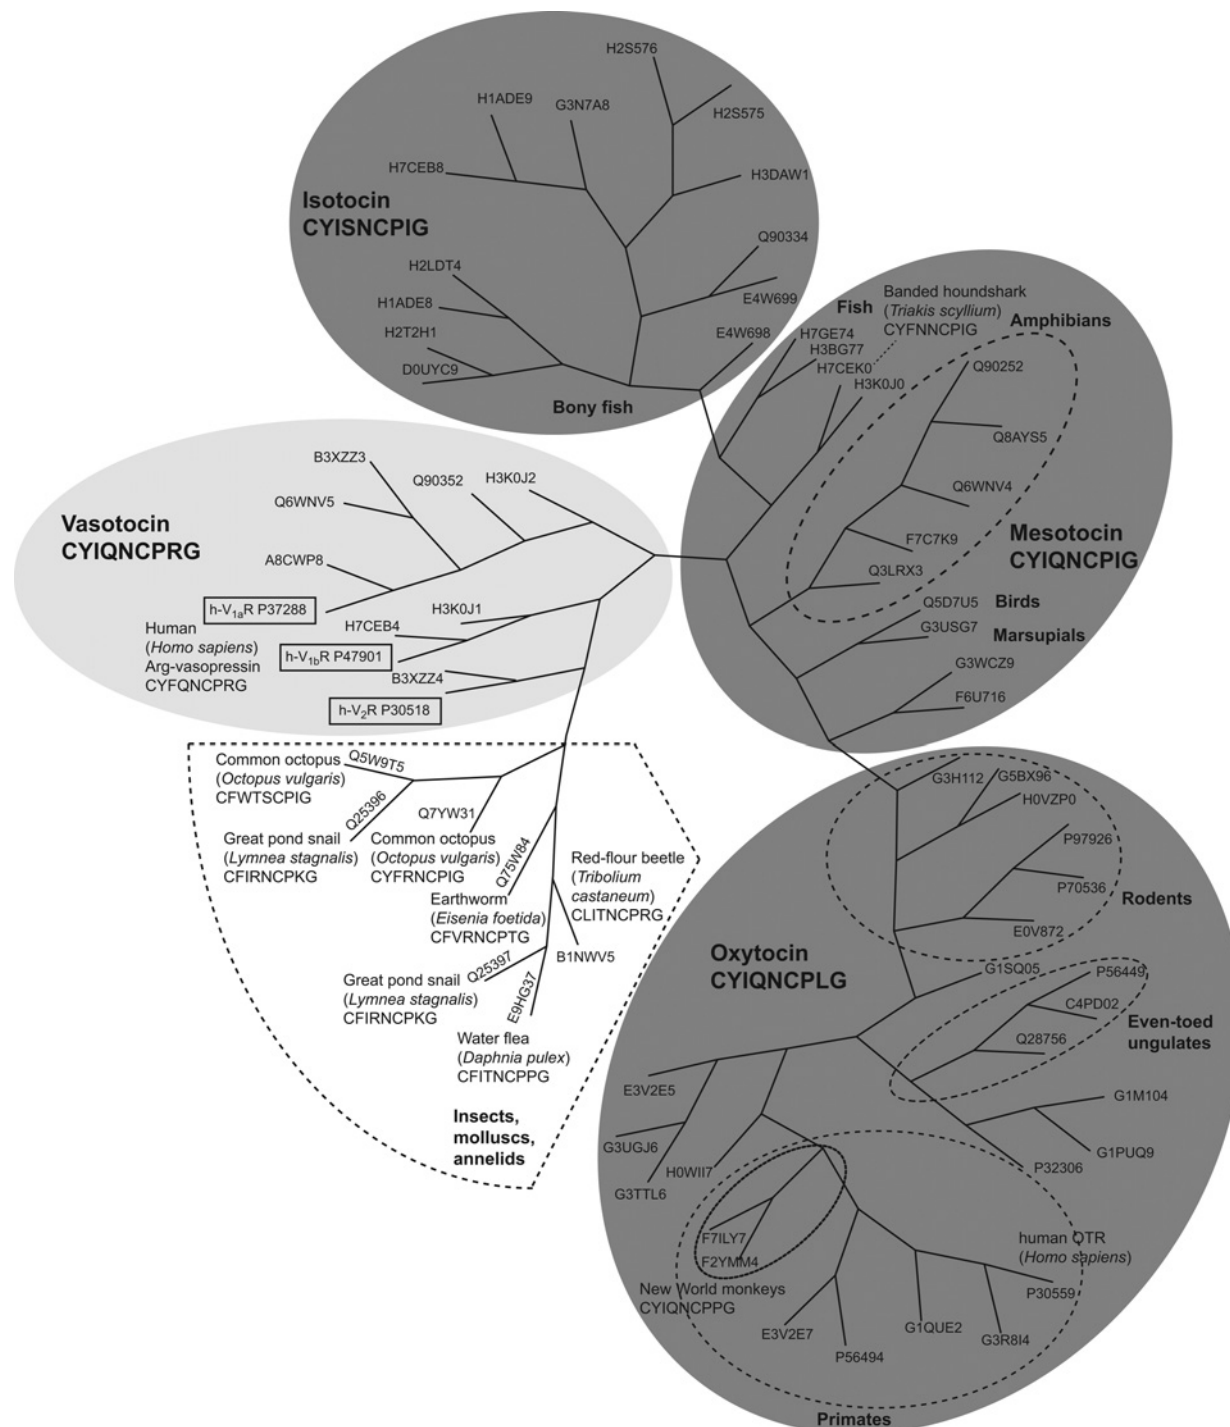 H2S576
H1ADE9
G3N7A8
H2S575
H7CEB8
H3DAW1
Isotocin
CYISNCPIG
Q90334
H2LDT4
E4W699
H1ADE8
H2T2H1
E4W698
D0UYC9
Bony fish
Fish
Banded houndshark
(Triakis scyllium)
CYFNNCPIG
Amphibians
H7GE74
H3BG77
H7CEK0
H3K0J0
Q90252
Q8AYS5
Q6WNV4
Mesotocin
CYIQNCPIG
F7C7K9
Q3LRX3
Q5D7U5
Birds
G3USG7
Marsupials
G3WCZ9
F6U716
B3XZZ3
Q90352
H3K0J2
Q6WNV5
Vasotocin
CYIQNCPRG
A8CWP8
h-V1aR P37288
H3K0J1
Human
(Homo sapiens)
Arg-vasopressin
CYFQNCPRG
H7CEB4
h-V1bR P47901
B3XZZ4
h-V2R P30518
Common octopus
(Octopus vulgaris)
CFWTSCPIG
Q5W9T5
Q25396
Q7YW31
Great pond snail
(Lymnea stagnalis)
CFIRNCPKG
Common octopus
(Octopus vulgaris)
CYFRNCPIG
Q75W84
Red-flour beetle
(Tribolium
castaneum)
CLITNCPRG
Earthworm
(Eisenia foetida)
CFVRNCPTG
B1NWV5
Q25397
Great pond snail
(Lymnea stagnalis)
CFIRNCPKG
E9HG37
Water flea
(Daphnia pulex)
CFITNCPPG
Insects,
molluscs,
annelids
G3H112
G5BX96
H0VZP0
P97926
P70536
Rodents
E0V872
Oxytocin
CYIQNCPLG
G1SQ05
P56449
C4PD02
Even-toed
ungulates
Q28756
E3V2E5
G1M104
G3UGJ6
G1PUQ9
H0WII7
P32306
G3TTL6
F7ILY7
F2YMM4
human OTR
(Homo sapiens)
New World monkeys
CYIQNCPPG
P30559
E3V2E7
G1QUE2
G3R8I4
P56494
Primates